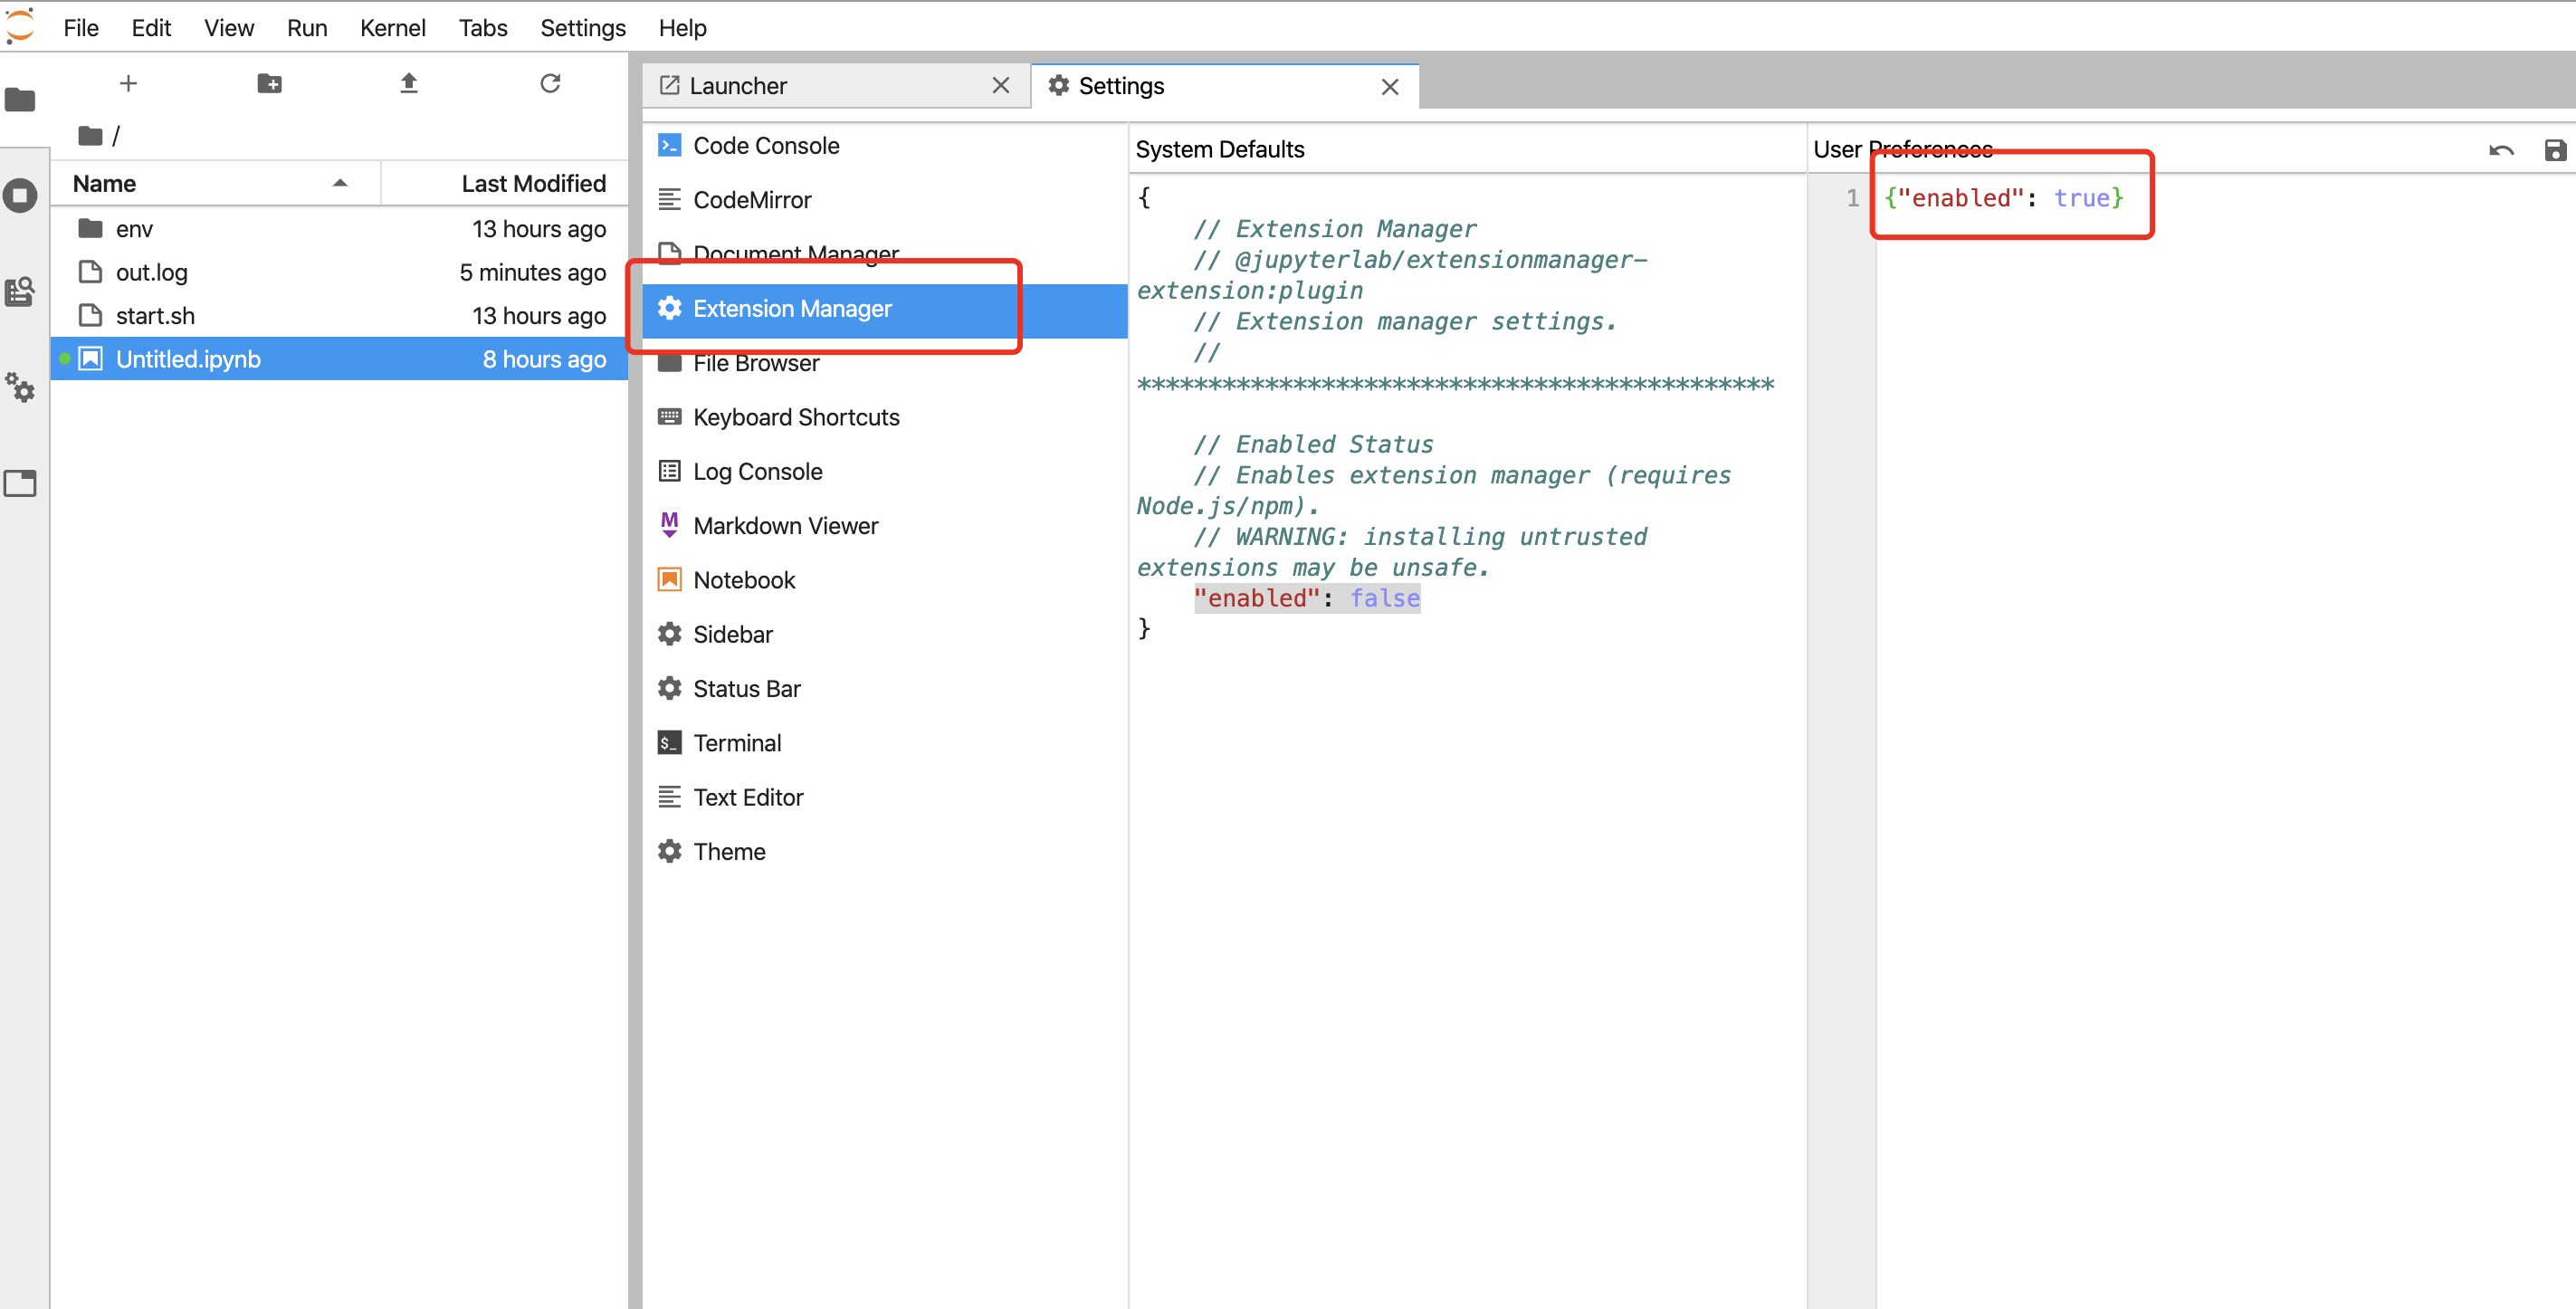 File Edit View Run Kernel Tabs Settings Help
Launcher
Settings
/
Name Last Modified
env 13 hours ago
out.log 5 minutes ago
start.sh 13 hours ago
Untitled.ipynb 8 hours ago
Code Console
CodeMirror
Document Manager
Extension Manager
File Browser
Keyboard Shortcuts
Log Console
Markdown Viewer
Notebook
Sidebar
Status Bar
Terminal
Text Editor
Theme
System Defaults
{
// Extension Manager
// @jupyterlab/extensionmanager-
extension:plugin
// Extension manager settings.
//
*********************************************
// Enabled Status
// Enables extension manager (requires
Node.js/npm).
// WARNING: installing untrusted
extensions may be unsafe.
"enabled": false
}
User Preferences
1 {"enabled": true}